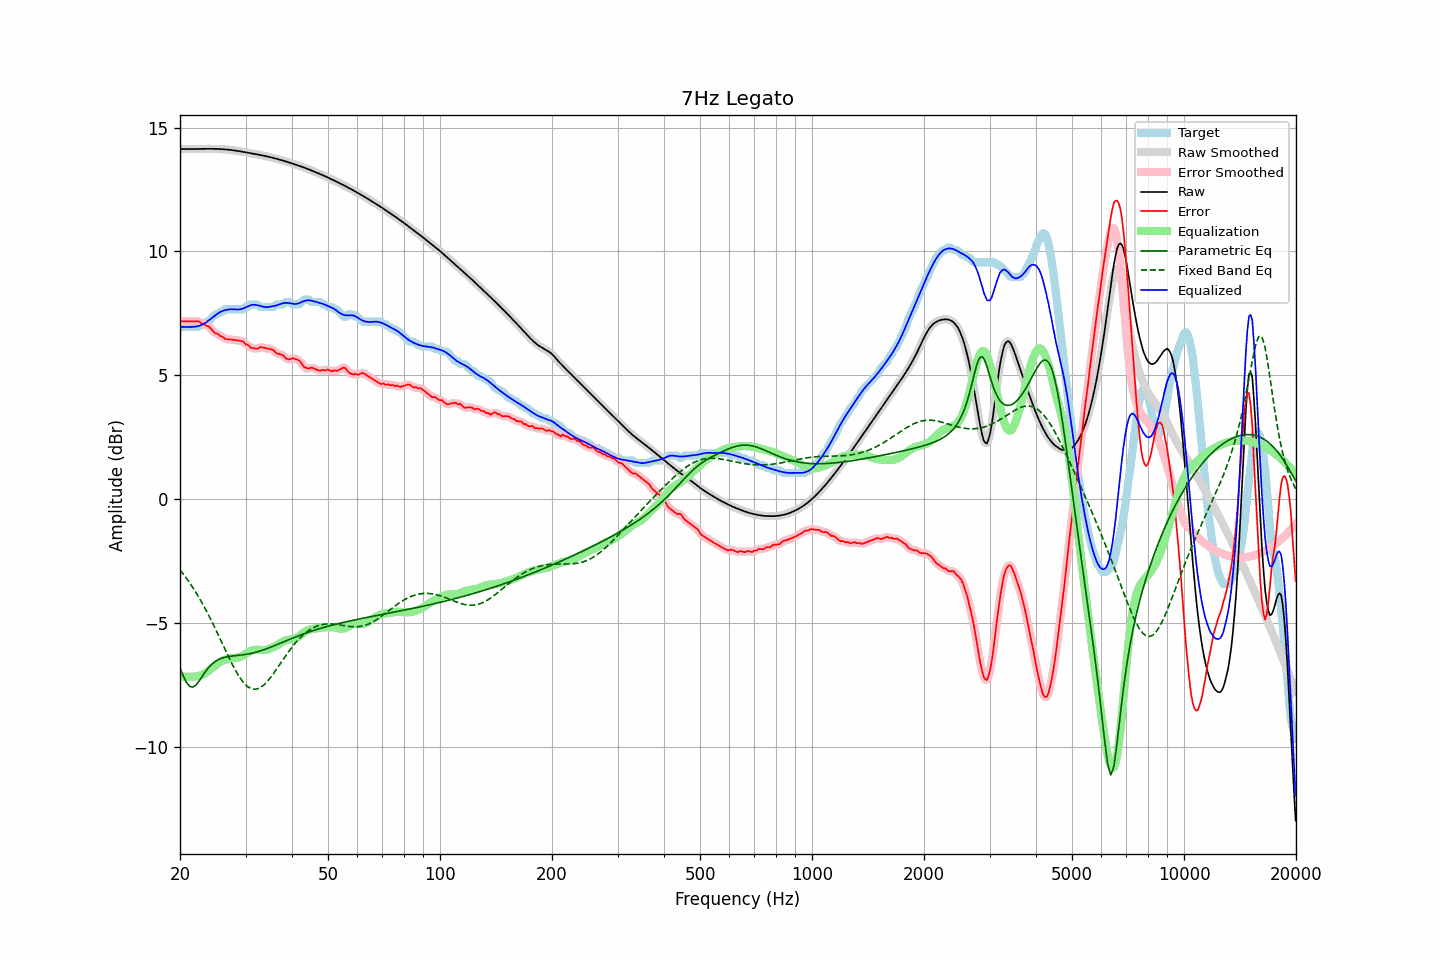 7Hz Legato
15
10
5
0
−5
−10
Amplitude (dBr)
20
50
100
200
500
1000
2000
5000
10000
20000
Frequency (Hz)
Target
Raw Smoothed
Error Smoothed
Raw
Error
Equalization
Parametric Eq
Fixed Band Eq
Equalized